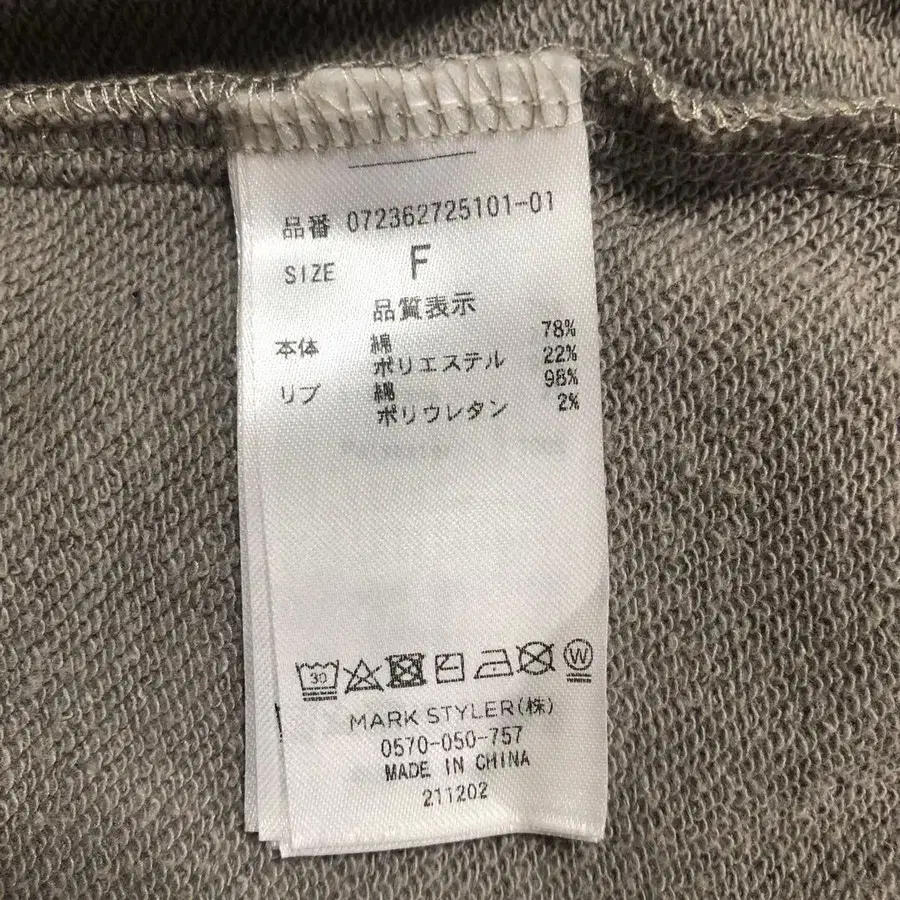 品番 072362725101-01
SIZE F
品質表示
本体 綿 78%
ポリエステル 22%
リブ 綿 98%
ポリウレタン 2%
30
W
MARK STYLER(株)
0570-050-757
MADE IN CHINA
211202